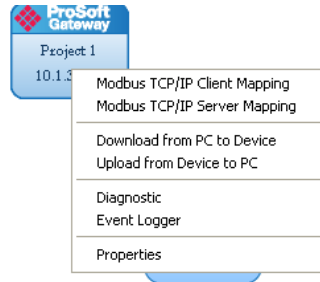 ProSoft
Gateway
Project 1
10.1.3
Modbus TCP/IP Client Mapping
Modbus TCP/IP Server Mapping
Download from PC to Device
Upload from Device to PC
Diagnostic
Event Logger
Properties